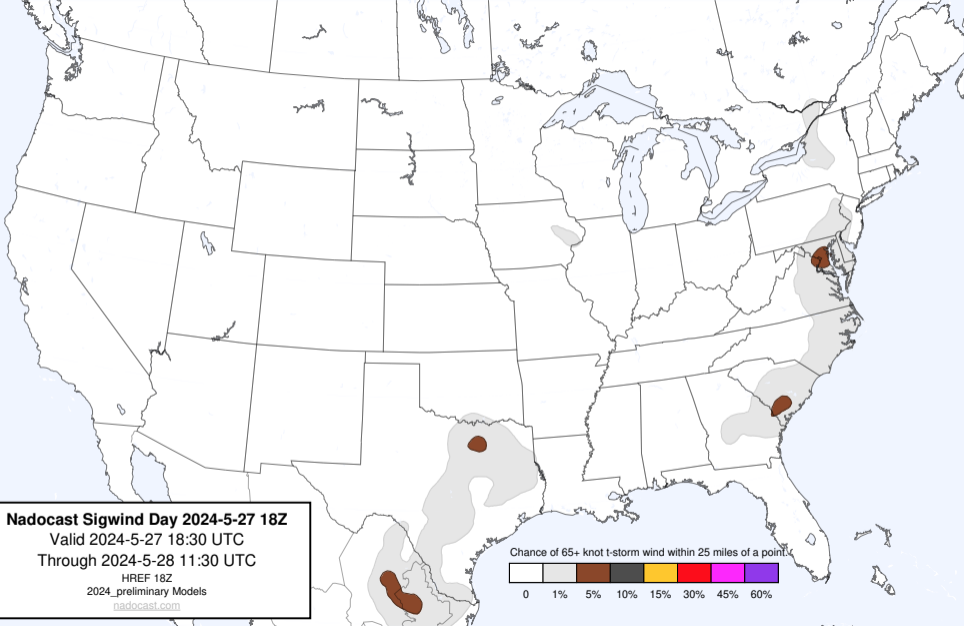 Nadocast Sigwind Day 2024-5-27 18Z
Valid 2024-5-27 18:30 UTC
Through 2024-5-28 11:30 UTC
HREF 18Z
2024_preliminary Models
nadocast.com
Chance of 65+ knot t-storm wind within 25 miles of a point.
0 1% 5% 10% 15% 30% 45% 60%